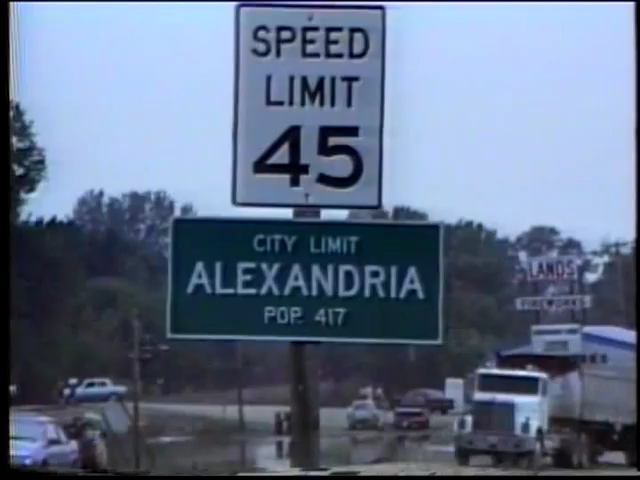 SPEED
LIMIT
45
CITY LIMIT
ALEXANDRIA
POP. 417
LANDS
FIREWORKS